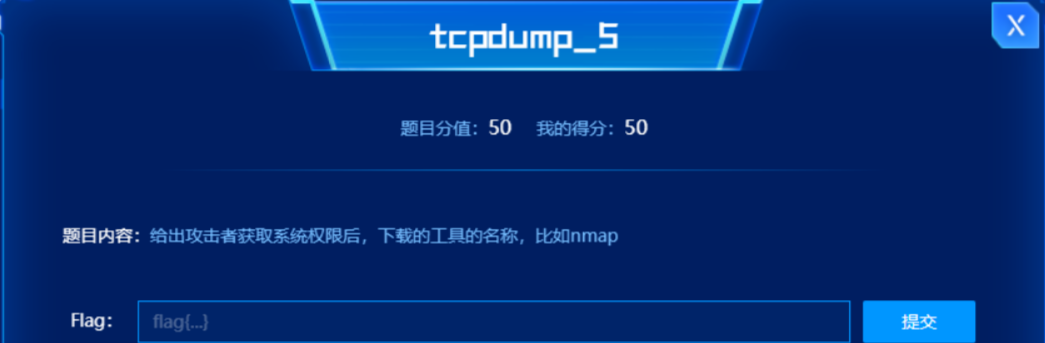 tcpdump_5
X
题目分值：50 我的得分：50
题目内容：给出攻击者获取系统权限后，下载的工具的名称，比如nmap
Flag： flag{...} 提交